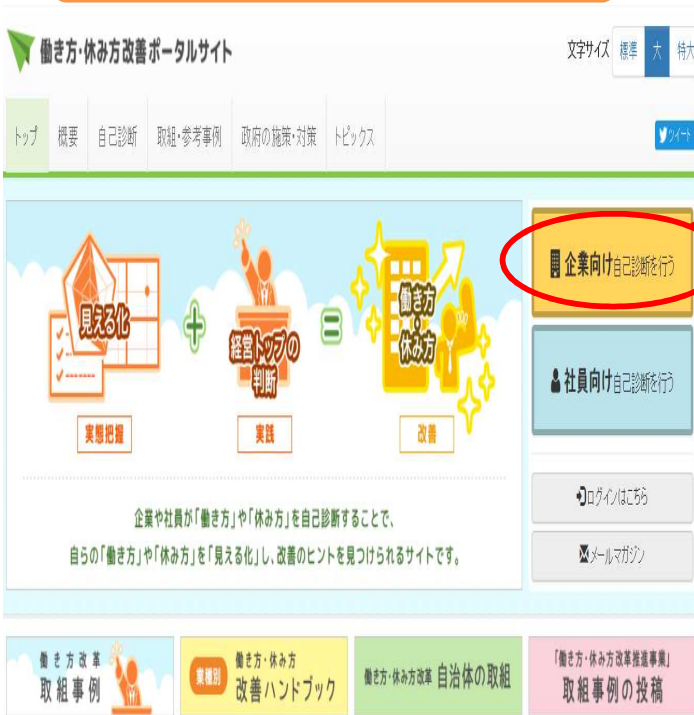 働き方・休み方改善ポータルサイト
文字サイズ 標準 大 特大
トップ 概要 自己診断 取組・参考事例 政府の施策・対策 トピックス
ツイート
見える化
経営トップの
判断
働き方
・
休み方
実態把握
実践
改善
企業や社員が「働き方」や「休み方」を自己診断することで、
自らの「働き方」や「休み方」を「見える化」し、改善のヒントを見つけられるサイトです。
企業向け自己診断を行う
社員向け自己診断を行う
ログインはこちら
メールマガジン
働き方改革
取組事例
業種別
働き方・休み方
改善ハンドブック
働き方・休み方改革 自治体の取組
「働き方・休み方改革推進事業」
取組事例の投稿